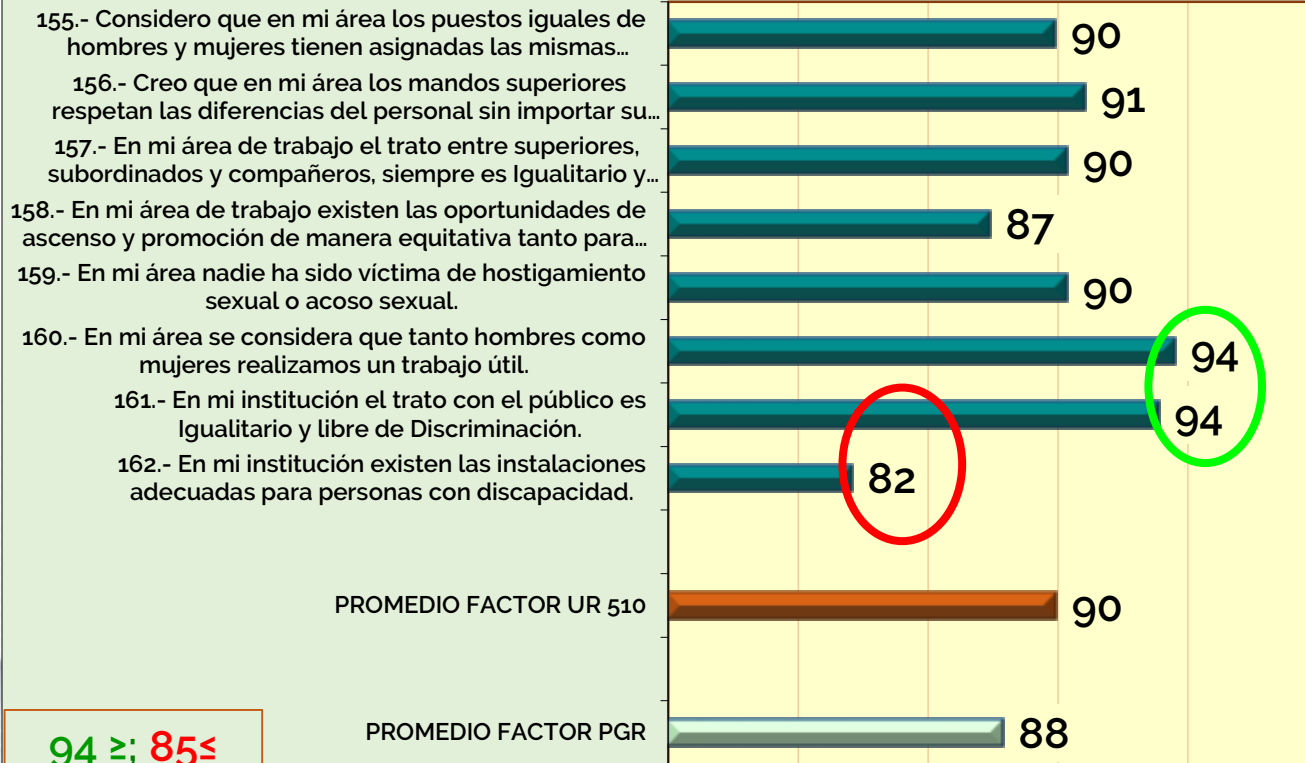 155.- Considero que en mi área los puestos iguales de
hombres y mujeres tienen asignadas las mismas…
90
156.- Creo que en mi área los mandos superiores
respetan las diferencias del personal sin importar su…
91
157.- En mi área de trabajo el trato entre superiores,
subordinados y compañeros, siempre es Igualitario y…
90
158.- En mi área de trabajo existen las oportunidades de
ascenso y promoción de manera equitativa tanto para…
87
159.- En mi área nadie ha sido víctima de hostigamiento
sexual o acoso sexual.
90
160.- En mi área se considera que tanto hombres como
mujeres realizamos un trabajo útil.
94
161.- En mi institución el trato con el público es
Igualitario y libre de Discriminación.
94
162.- En mi institución existen las instalaciones
adecuadas para personas con discapacidad.
82
PROMEDIO FACTOR UR 510
90
PROMEDIO FACTOR PGR
88
94 ≥; 85≤